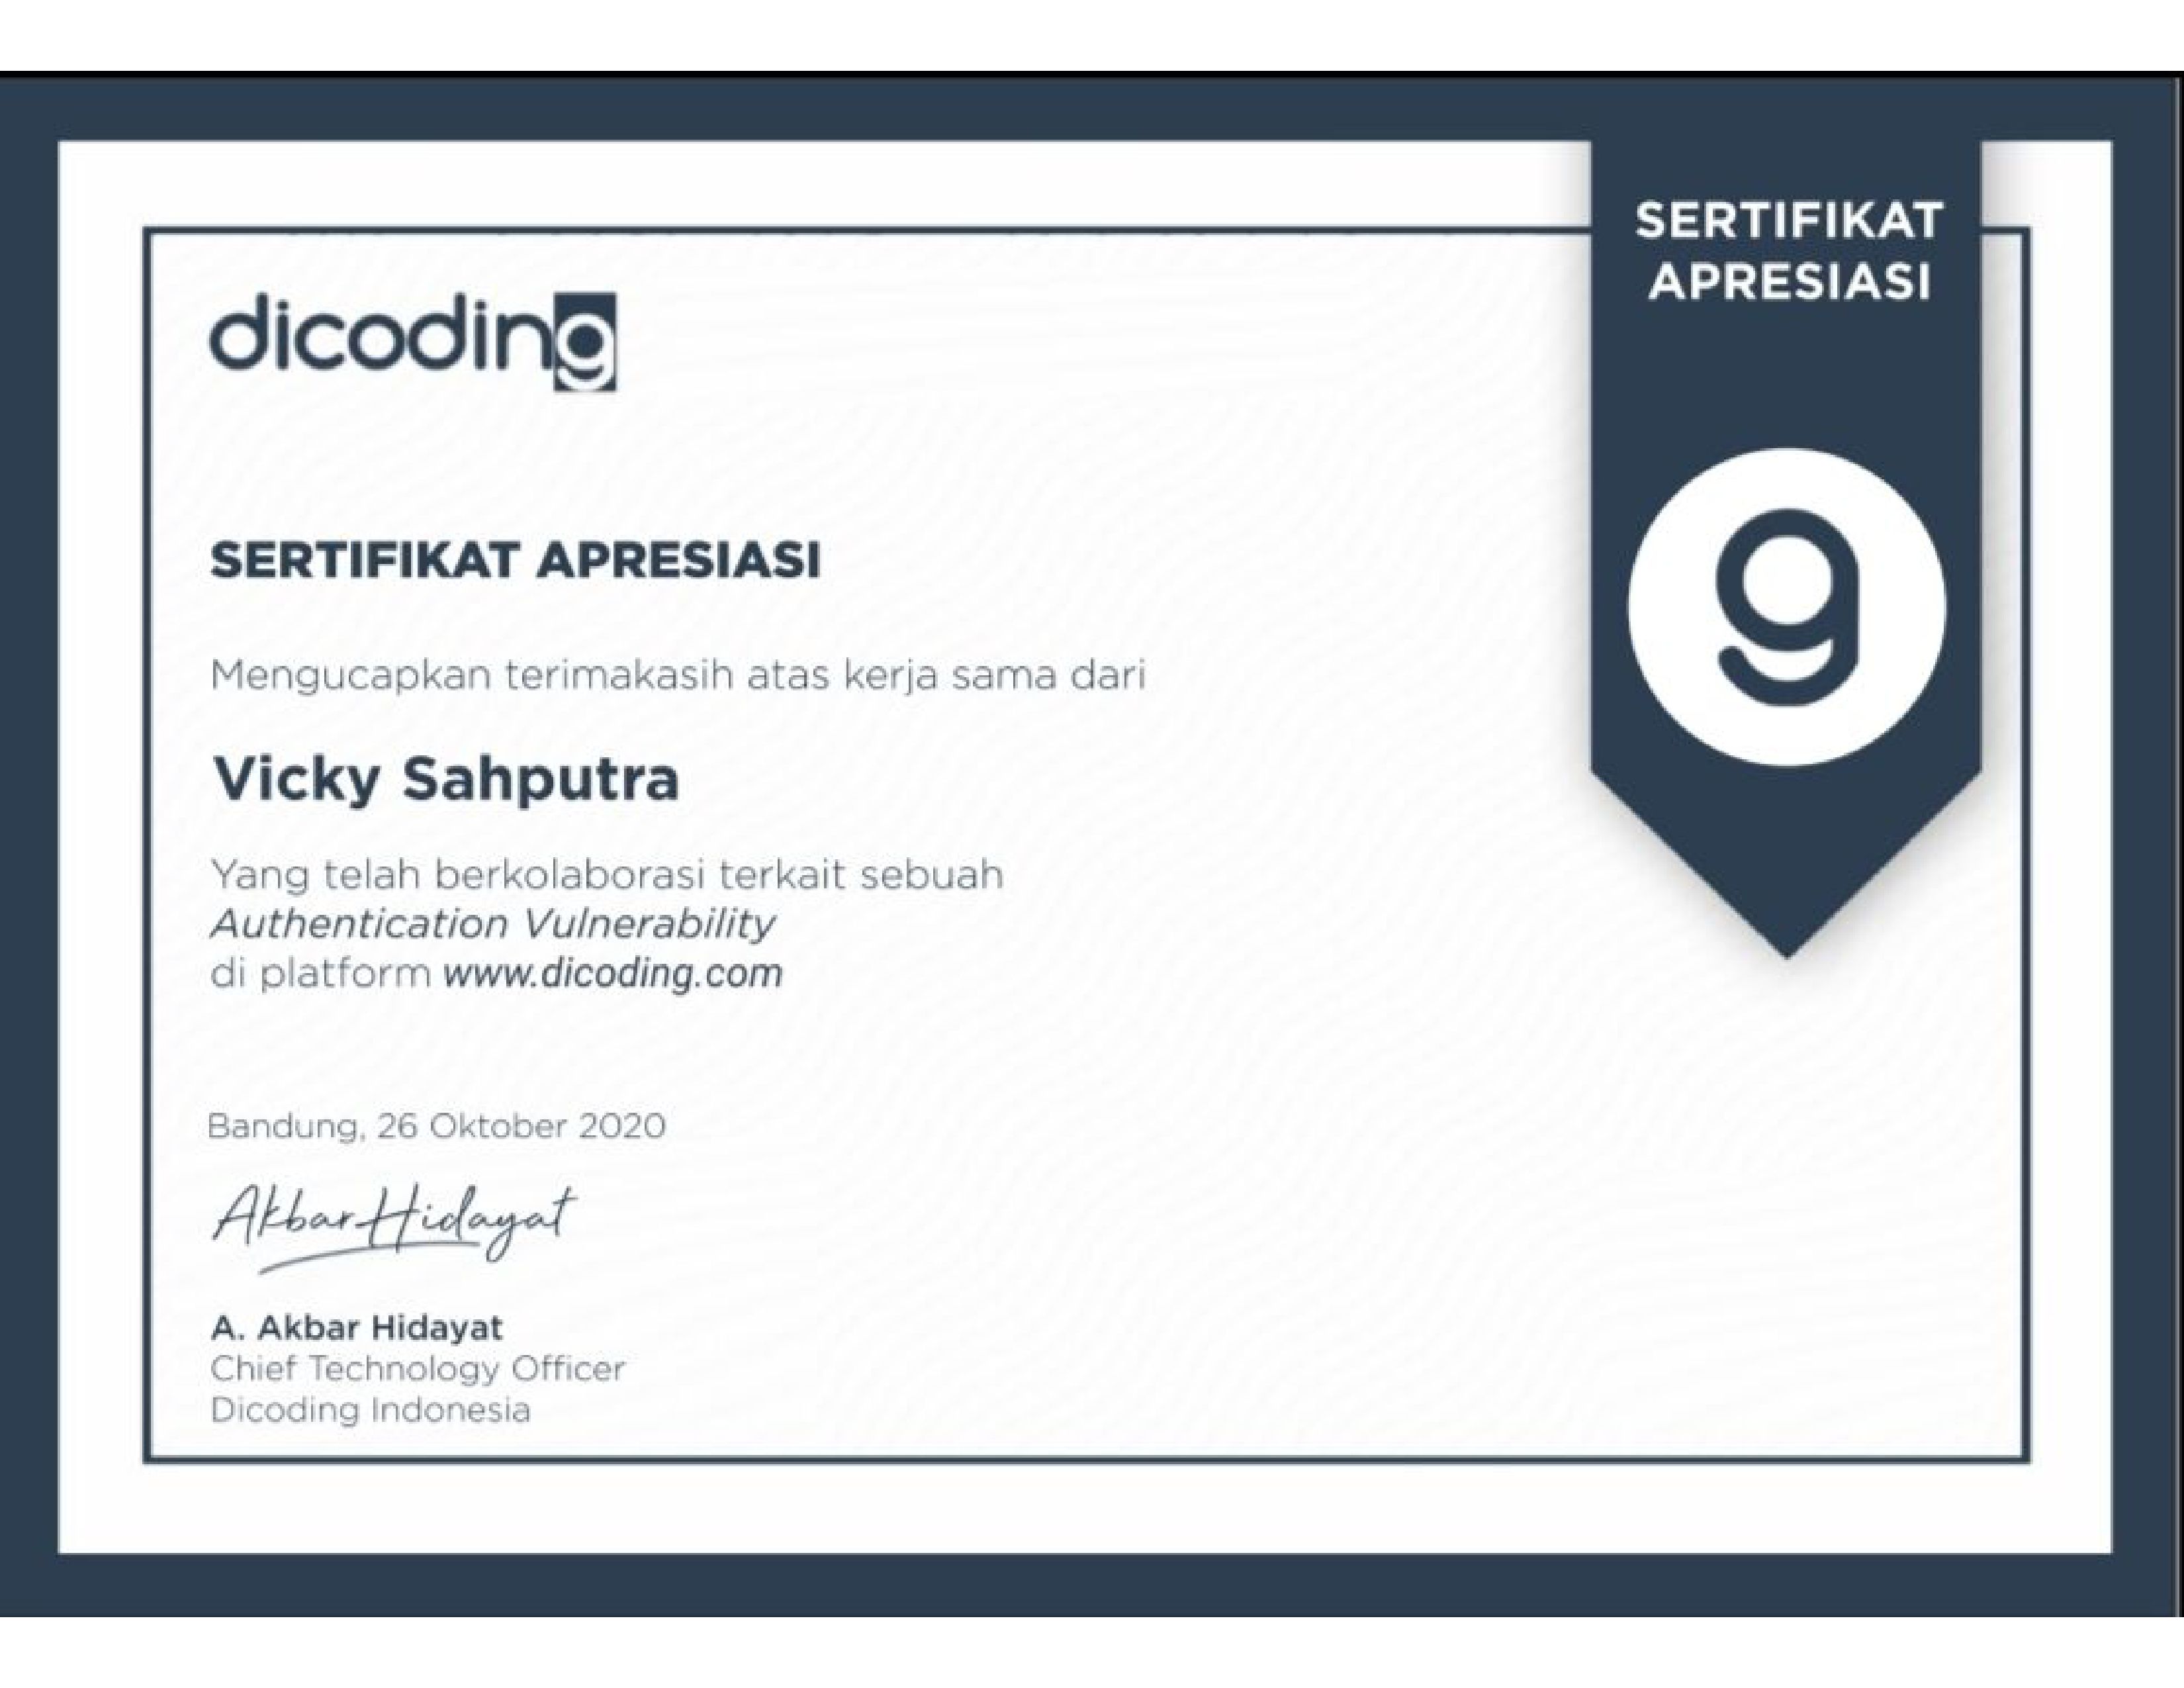 SERTIFIKAT
APRESIASI
dicoding
g
SERTIFIKAT APRESIASI
Mengucapkan terimakasih atas kerja sama dari
Vicky Sahputra
Yang telah berkolaborasi terkait sebuah
Authentication Vulnerability
di platform www.dicoding.com
Bandung, 26 Oktober 2020
Akbar Hidayat
A. Akbar Hidayat
Chief Technology Officer
Dicoding Indonesia